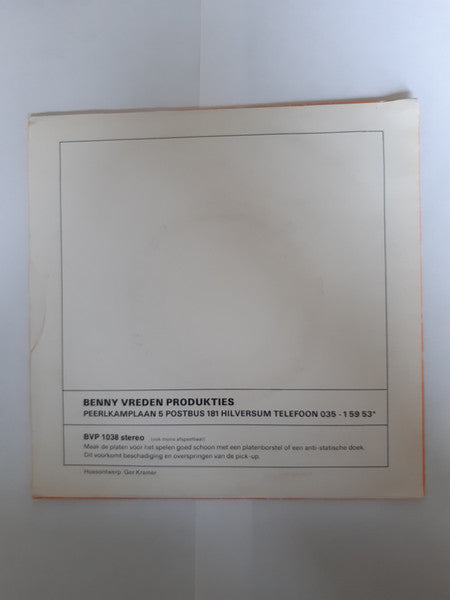 BENNY VREDEN PRODUKTIES
PEERLKAMPLAAN 5 POSTBUS 181 HILVERSUM TELEFOON 035 - 1 59 53*
BVP 1038 stereo (ook mono afspeelbaar)
Maak de platen voor het spelen goed schoon met een platenborstel of een anti-statische doek.
Dit voorkomt beschadiging en overspringen van de pick-up.
Hoesontwerp Ger Kramer